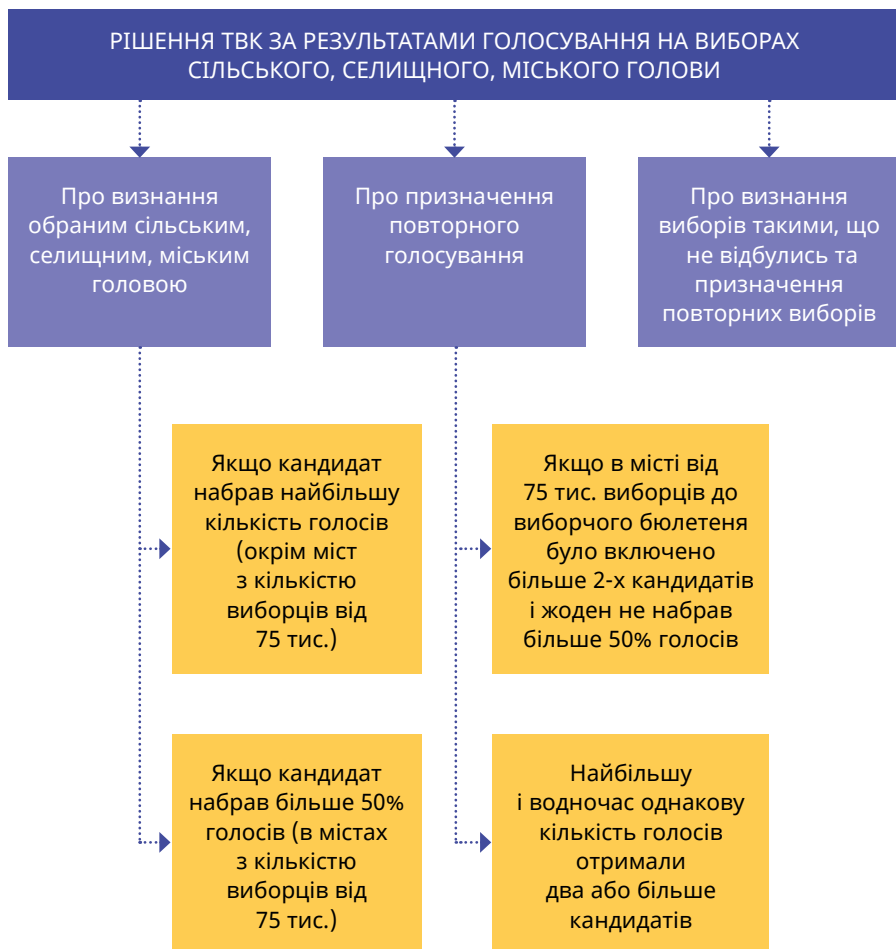 РІШЕННЯ ТВК ЗА РЕЗУЛЬТАТАМИ ГОЛОСУВАННЯ НА ВИБОРАХ
СІЛЬСЬКОГО, СЕЛИЩНОГО, МІСЬКОГО ГОЛОВИ
Про визнання
обраним сільським,
селищним, міським
головою
Про призначення
повторного
голосування
Про визнання
виборів такими, що
не відбулись та
призначення
повторних виборів
Якщо кандидат
набрав найбільшу
кількість голосів
(окрім міст
з кількістю
виборців від
75 тис.)
Якщо в місті від
75 тис. виборців до
виборчого бюлетеня
було включено
більше 2-х кандидатів
і жоден не набрав
більше 50% голосів
Якщо кандидат
набрав більше 50%
голосів (в містах
з кількістю
виборців від
75 тис.)
Найбільшу
і водночас однакову
кількість голосів
отримали
два або більше
кандидатів